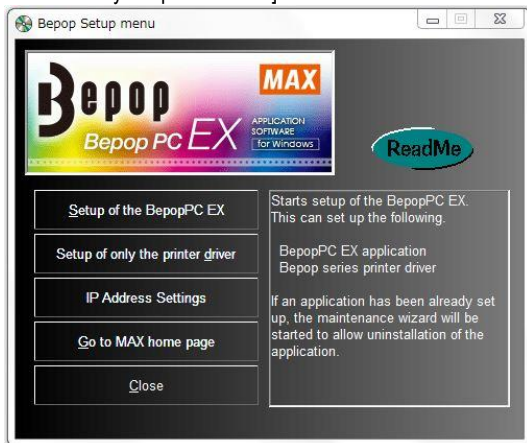 Bepop Setup menu
Bepop
MAX
Bepop PC EX
APPLICATION
SOFTWARE
for Windows
ReadMe
Setup of the BepopPC EX
Setup of only the printer driver
IP Address Settings
Go to MAX home page
Close
Starts setup of the BepopPC EX.
This can set up the following.
BepopPC EX application
Bepop series printer driver
If an application has been already set
up, the maintenance wizard will be
started to allow uninstallation of the
application.